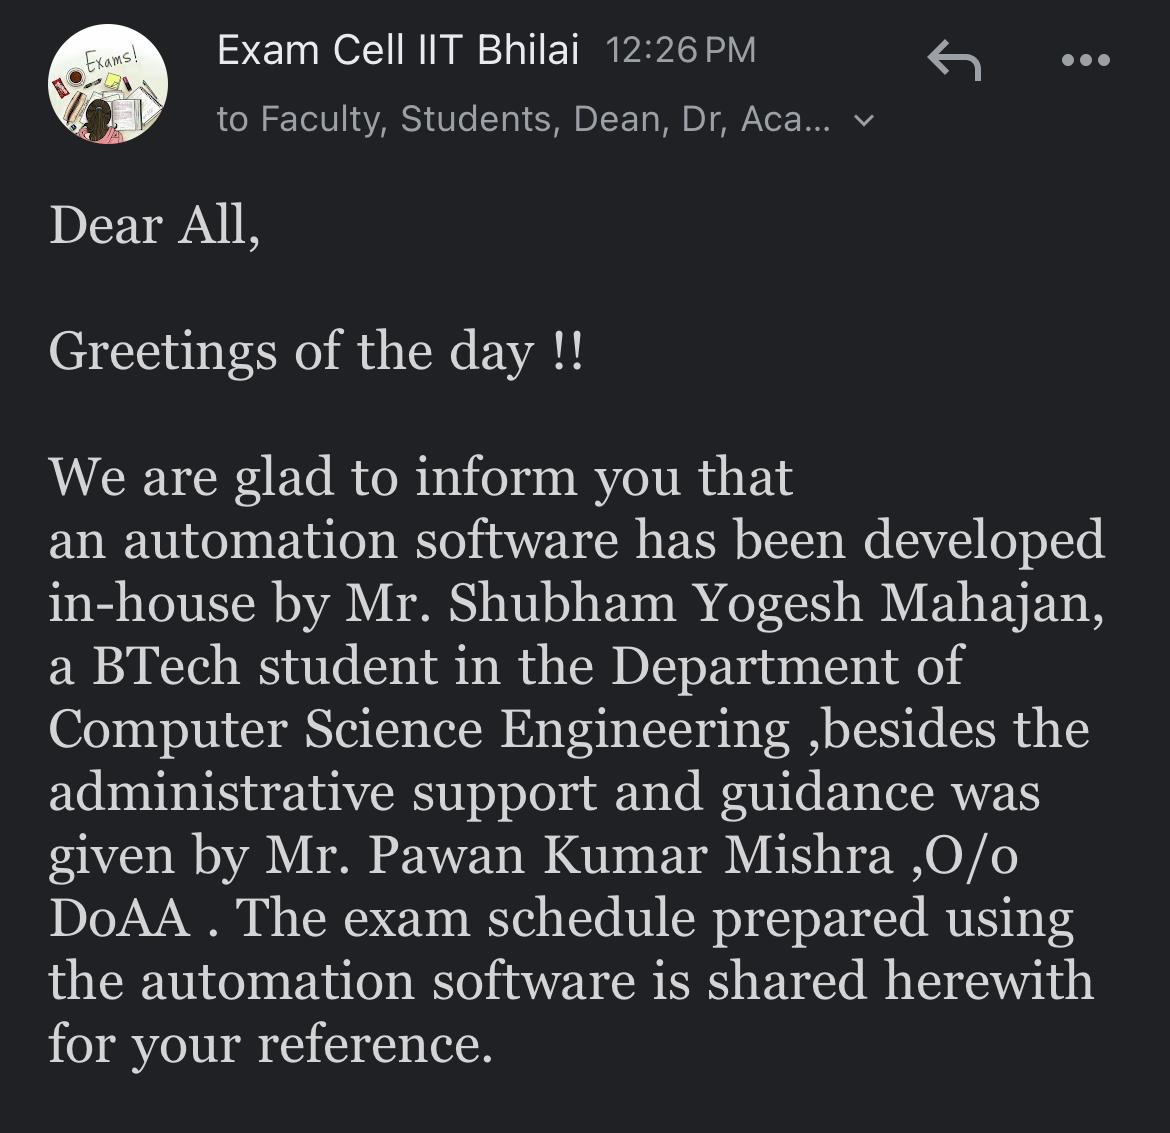 Exams!
Exam Cell IIT Bhilai 12:26 PM
to Faculty, Students, Dean, Dr, Aca...
Dear All,
Greetings of the day !!
We are glad to inform you that
an automation software has been developed
in-house by Mr. Shubham Yogesh Mahajan,
a BTech student in the Department of
Computer Science Engineering ,besides the
administrative support and guidance was
given by Mr. Pawan Kumar Mishra ,O/o
DoAA . The exam schedule prepared using
the automation software is shared herewith
for your reference.